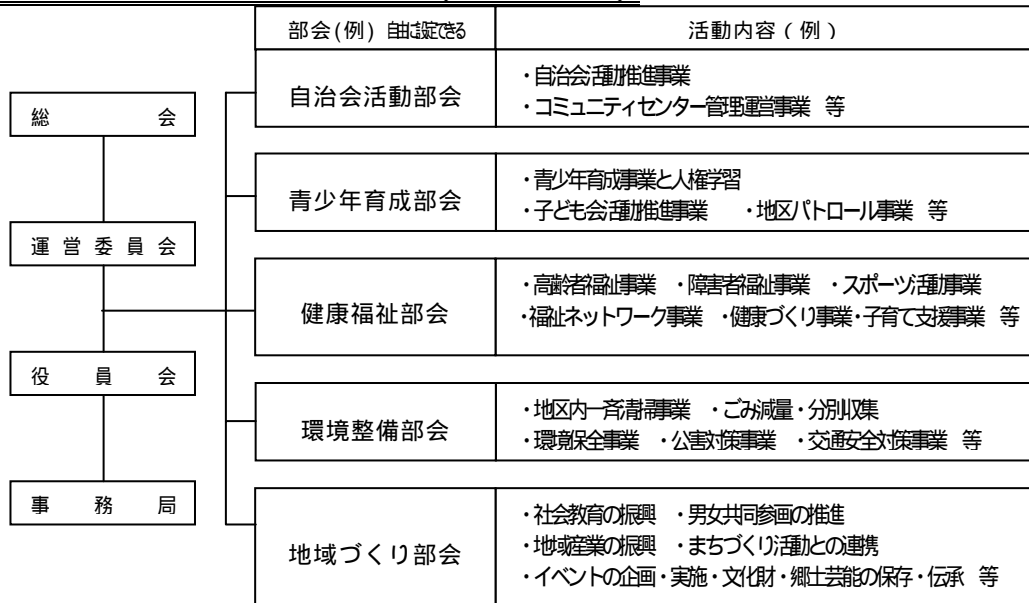 部会(例) 自由に設定できる
活動内容(例)
総会
運営委員会
役員会
事務局
自治会活動部会
・自治会活動推進事業
・コミュニティセンター管理運営事業 等
青少年育成部会
・青少年育成事業と人権学習
・子ども会活動推進事業 ・地区パトロール事業 等
健康福祉部会
・高齢者福祉事業 ・障害者福祉事業 ・スポーツ活動事業
・福祉ネットワーク事業 ・健康づくり事業・子育て支援事業 等
環境整備部会
・地区内一斉清掃事業 ・ごみ減量・分別収集
・環境保全事業 ・公害対策事業 ・交通安全対策事業 等
地域づくり部会
・社会教育の振興 ・男女共同参画の推進
・地域産業の振興 ・まちづくり活動との連携
・イベントの企画・実施・文化財・郷土芸能の保存・伝承 等